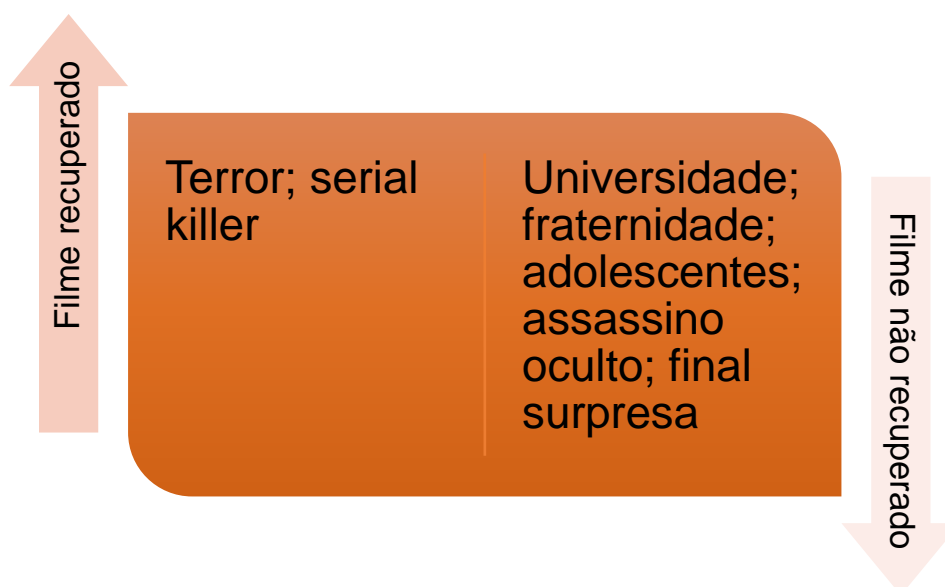 Filme recuperado
Terror; serial
killer
Universidade;
fraternidade;
adolescentes;
assassino
oculto; final
surpresa
Filme não recuperado